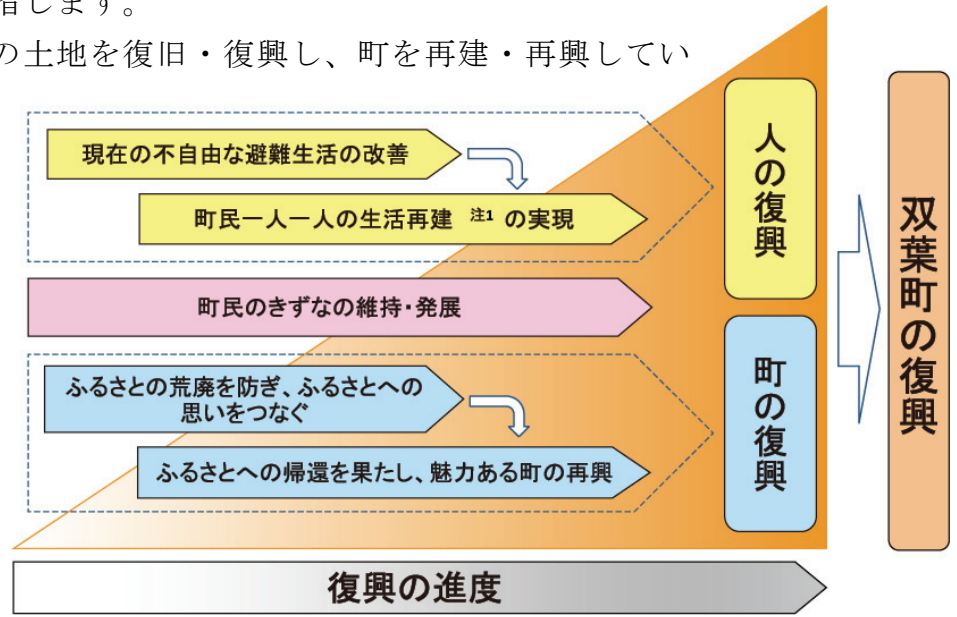 指します。
の土地を復旧・復興し、町を再建・再興してい
現在の不自由な避難生活の改善
町民一人一人の生活再建 注1 の実現
町民のきずなの維持・発展
ふるさとの荒廃を防ぎ、ふるさとへの
思いをつなぐ
ふるさとへの帰還を果たし、魅力ある町の再興
人の復興
町の復興
双葉町の復興
復興の進度